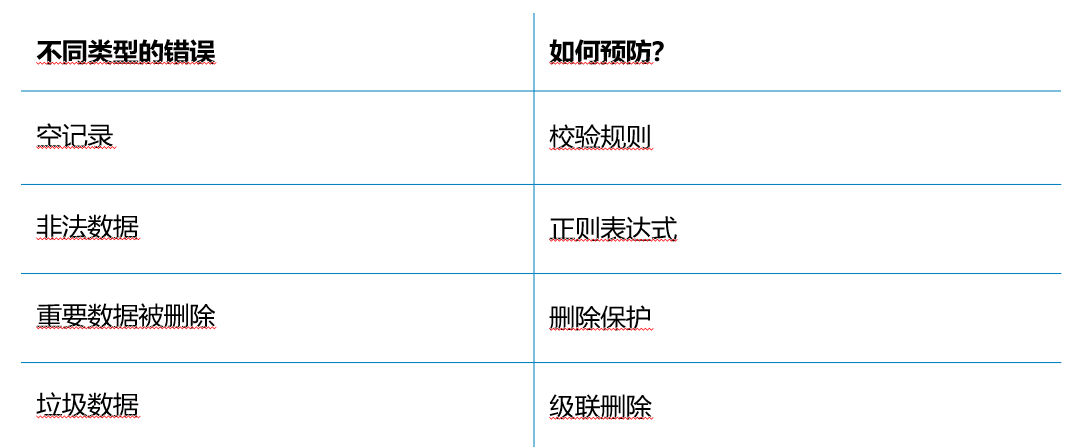 不同类型的错误
如何预防?
空记录
校验规则
非法数据
正则表达式
重要数据被删除
删除保护
垃圾数据
级联删除